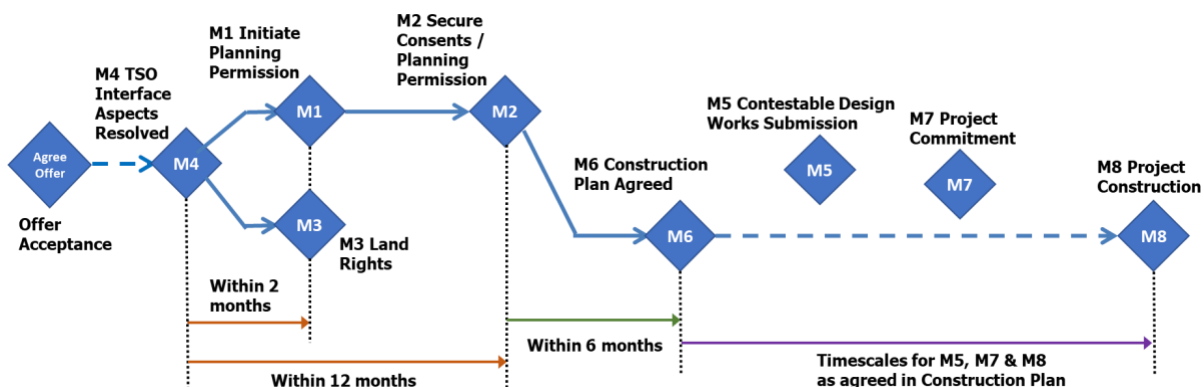 Agree
Offer
Offer
Acceptance
M4 TSO
Interface
Aspects
Resolved
M4
M1 Initiate
Planning
Permission
M1
M3
M3 Land
Rights
M2 Secure
Consents /
Planning
Permission
M2
M6 Construction
Plan Agreed
M6
M5 Contestable Design
Works Submission
M5
M7 Project
Commitment
M7
M8 Project
Construction
M8
Within 2
months
Within 12 months
Within 6 months
Timescales for M5, M7 & M8
as agreed in Construction Plan